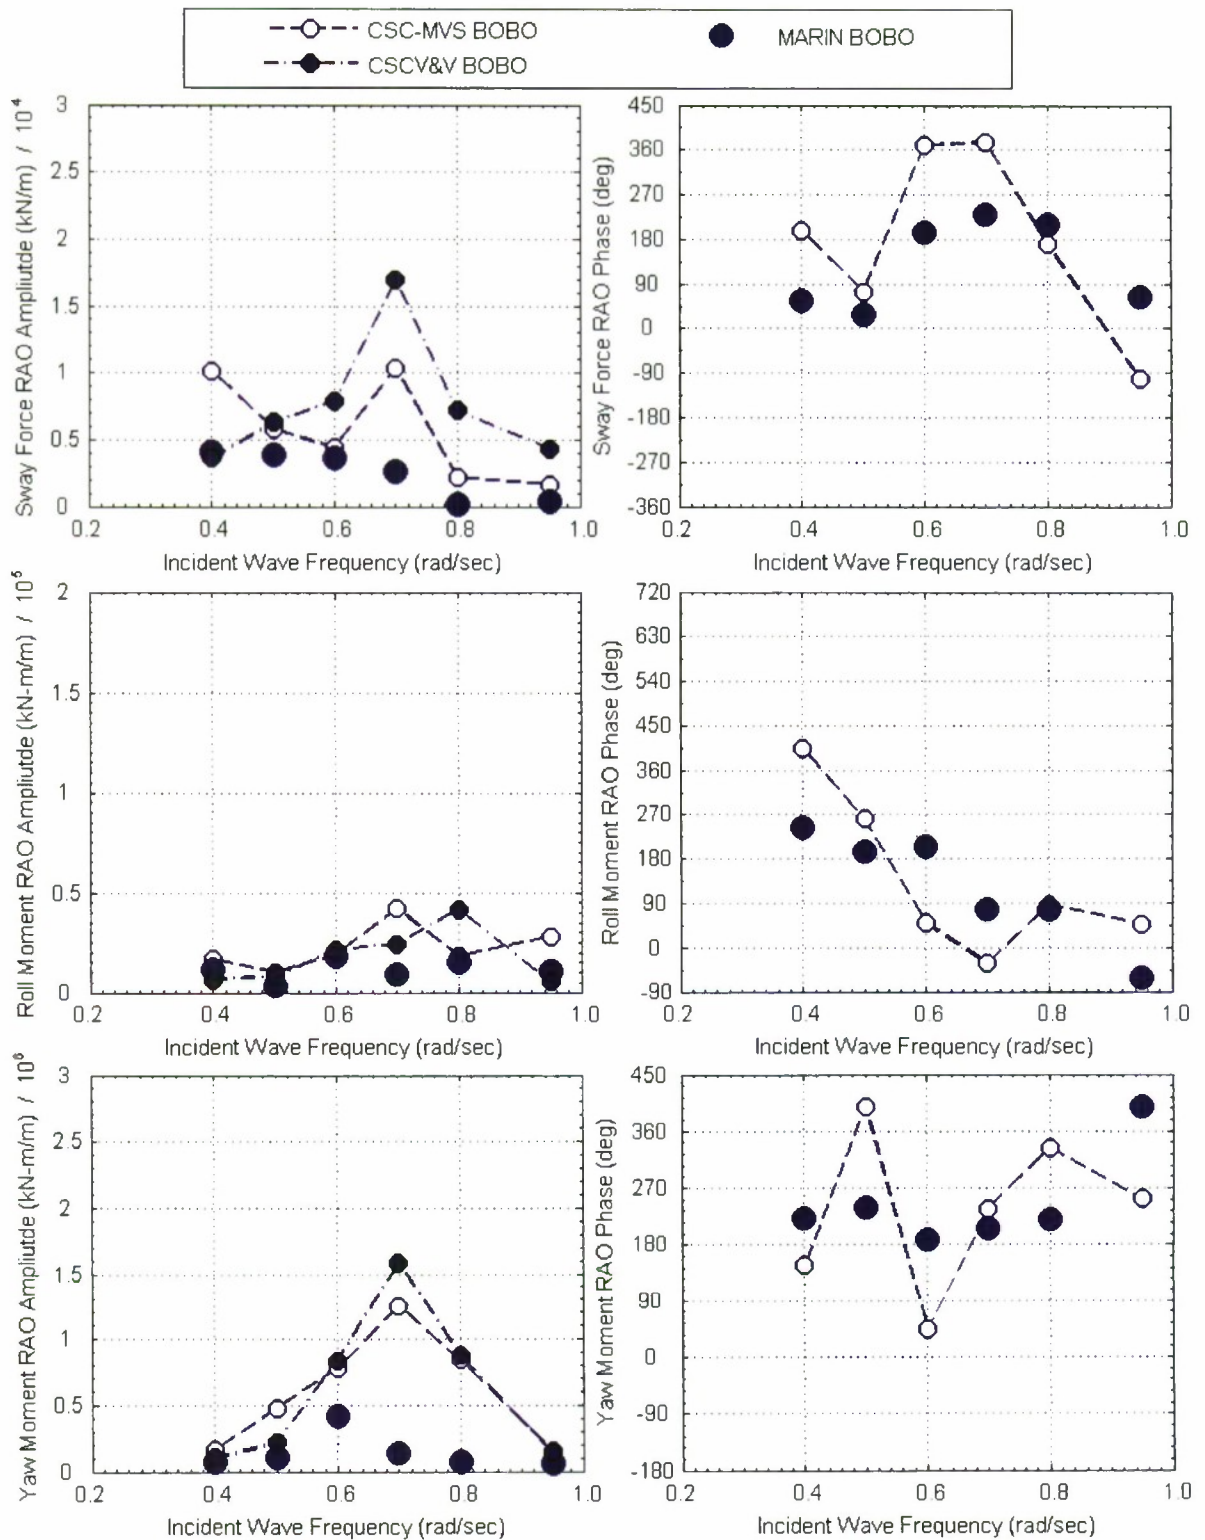 CSC-MVS BOBO
MARIN BOBO
CSCV&V BOBO
Sway Force RAO Ampliutde (kN/m) / 10^4
3
2.5
2
1.5
1
0.5
0
0.2 0.4 0.6 0.8 1.0
Incident Wave Frequency (rad/sec)
Sway Force RAO Phase (deg)
450
360
270
180
90
0
-90
-180
-270
-360
0.2 0.4 0.6 0.8 1.0
Incident Wave Frequency (rad/sec)
Roll Moment RAO Ampliutde (kN-m/m) / 10^5
2
1.5
1
0.5
0
0.2 0.4 0.6 0.8 1.0
Incident Wave Frequency (rad/sec)
Roll Moment RAO Phase (deg)
720
630
540
450
360
270
180
90
0
-90
0.2 0.4 0.6 0.8 1.0
Incident Wave Frequency (rad/sec)
Yaw Moment RAO Ampliutde (kN-m/m) / 10^6
3
2.5
2
1.5
1
0.5
0
0.2 0.4 0.6 0.8 1.0
Incident Wave Frequency (rad/sec)
Yaw Moment RAO Phase (deg)
450
360
270
180
90
0
-90
-180
0.2 0.4 0.6 0.8 1.0
Incident Wave Frequency (rad/sec)